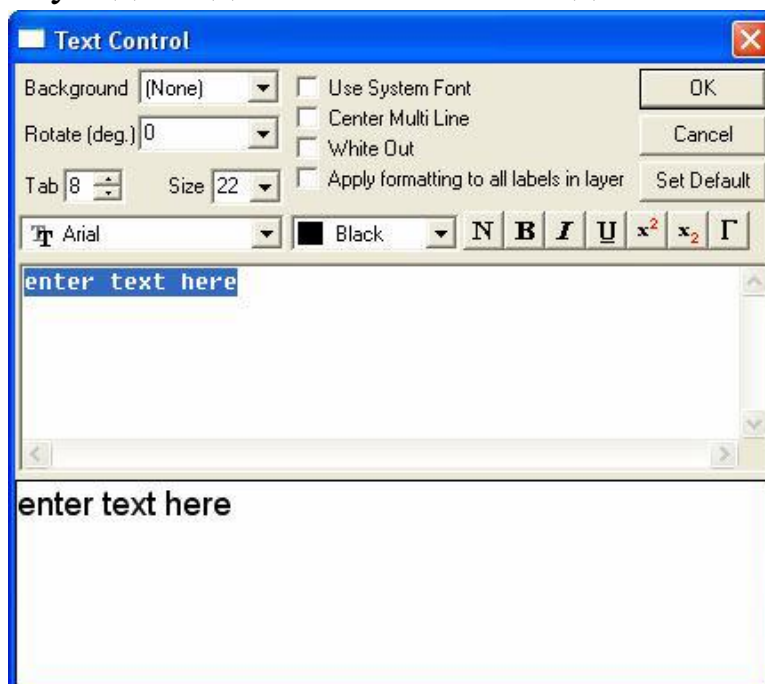 Text Control
Background (None) Use System Font OK
Center Multi Line
Rotate (deg.) 0 White Out Cancel
Tab 8 Size 22 Apply formatting to all labels in layer Set Default
Arial Black N B I U x² x₂ Γ
enter text here
enter text here